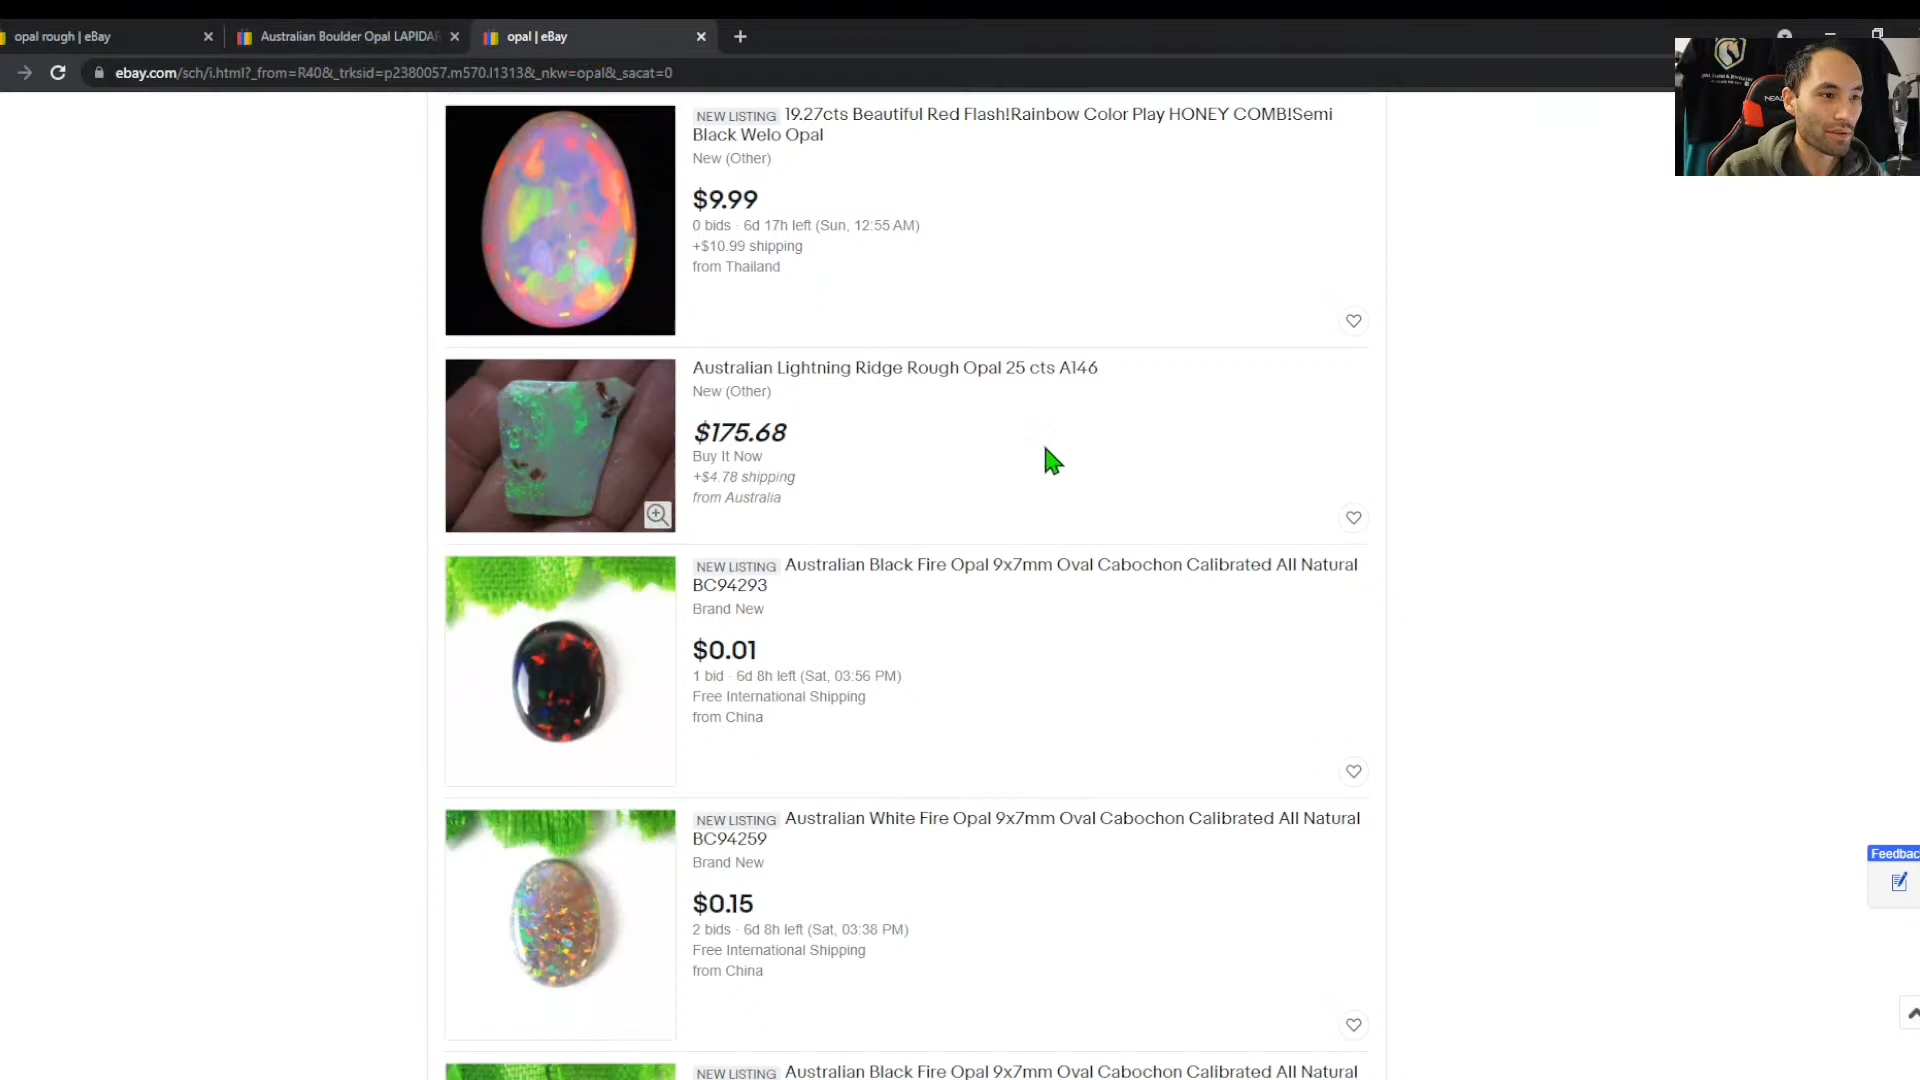 opal rough | eBay
Australian Boulder Opal LAPIDAR
opal | eBay
ebay.com/sch/i.html?_from=R40&_trksid=p2380057.m570.l1313&_nkw=opal&_sacat=0
NEW LISTING 19.27cts Beautiful Red Flash!Rainbow Color Play HONEY COMB!Semi
Black Welo Opal
New (Other)
$9.99
0 bids · 6d 17h left (Sun, 12:55 AM)
+$10.99 shipping
from Thailand
Australian Lightning Ridge Rough Opal 25 cts A146
New (Other)
$175.68
Buy It Now
+$4.78 shipping
from Australia
NEW LISTING Australian Black Fire Opal 9x7mm Oval Cabochon Calibrated All Natural
BC94293
Brand New
$0.01
1 bid · 6d 8h left (Sat, 03:56 PM)
Free International Shipping
from China
NEW LISTING Australian White Fire Opal 9x7mm Oval Cabochon Calibrated All Natural
BC94259
Brand New
$0.15
2 bids · 6d 8h left (Sat, 03:38 PM)
Free International Shipping
from China
NEW LISTING Australian Black Fire Opal 9x7mm Oval Cabochon Calibrated All Natural
Feedbac